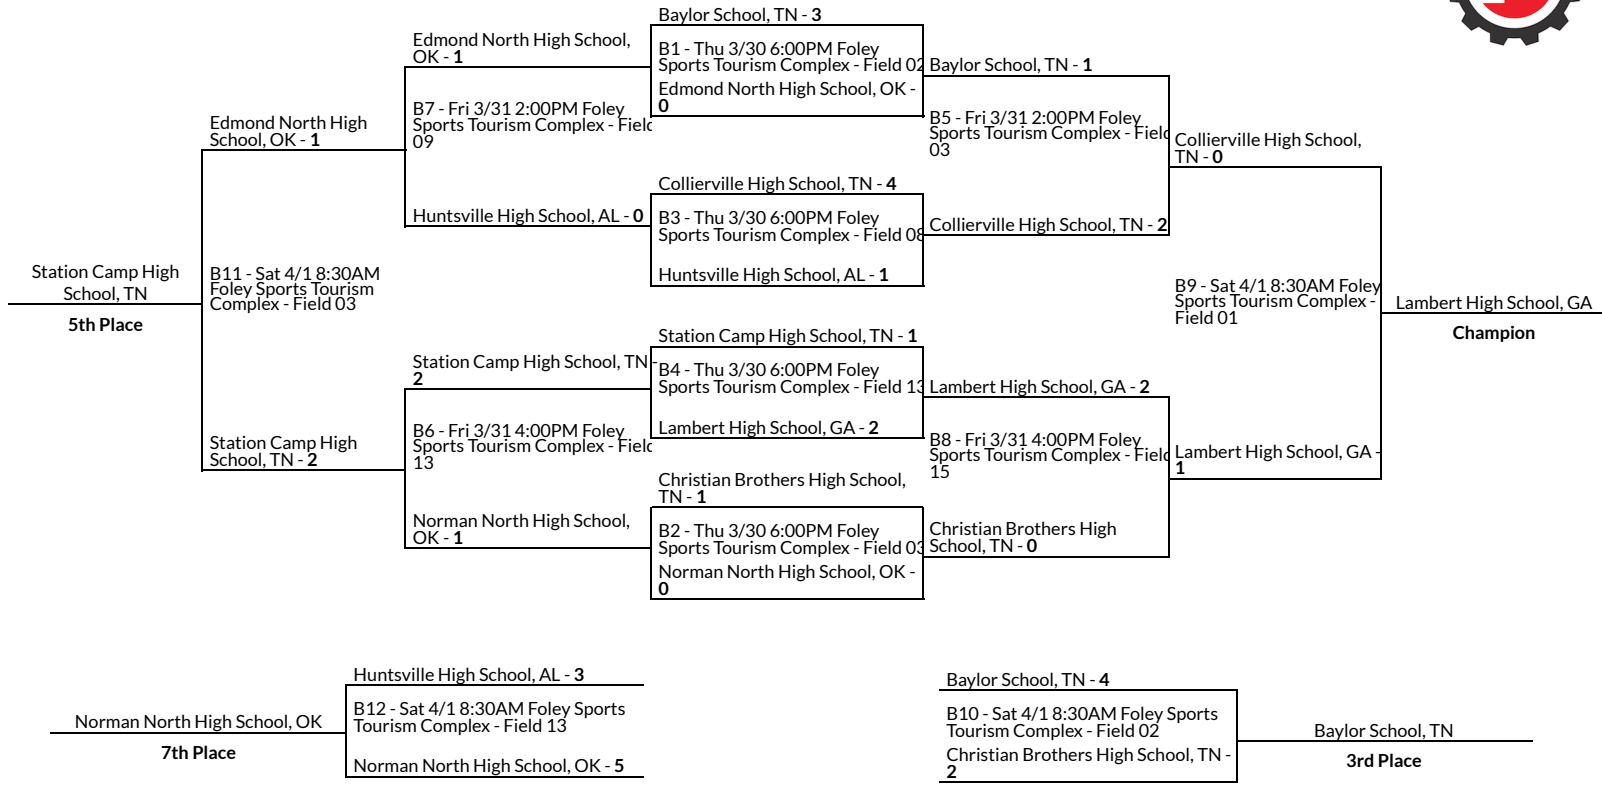 Baylor School, TN - 3
B1 - Thu 3/30 6:00PM Foley
Sports Tourism Complex - Field 02
Edmond North High School, OK -
0
Collierville High School, TN - 4
B3 - Thu 3/30 6:00PM Foley
Sports Tourism Complex - Field 08
Huntsville High School, AL - 1
Station Camp High School, TN - 1
B4 - Thu 3/30 6:00PM Foley
Sports Tourism Complex - Field 13
Lambert High School, GA - 2
Christian Brothers High School,
TN - 1
B2 - Thu 3/30 6:00PM Foley
Sports Tourism Complex - Field 03
Norman North High School, OK -
0
Edmond North High School,
OK - 1
B7 - Fri 3/31 2:00PM Foley
Sports Tourism Complex - Field
09
Huntsville High School, AL - 0
Station Camp High School, TN -
2
B6 - Fri 3/31 4:00PM Foley
Sports Tourism Complex - Field
13
Norman North High School,
OK - 1
Edmond North High
School, OK - 1
B11 - Sat 4/1 8:30AM
Foley Sports Tourism
Complex - Field 03
Station Camp High
School, TN - 2
Station Camp High
School, TN
5th Place
Baylor School, TN - 1
B5 - Fri 3/31 2:00PM Foley
Sports Tourism Complex - Field
03
Collierville High School, TN - 2
Lambert High School, GA - 2
B8 - Fri 3/31 4:00PM Foley
Sports Tourism Complex - Field
15
Christian Brothers High
School, TN - 0
Collierville High School,
TN - 0
B9 - Sat 4/1 8:30AM Foley
Sports Tourism Complex -
Field 01
Lambert High School, GA -
1
Lambert High School, GA
Champion
Huntsville High School, AL - 3
B12 - Sat 4/1 8:30AM Foley Sports
Tourism Complex - Field 13
Norman North High School, OK - 5
Norman North High School, OK
7th Place
Baylor School, TN - 4
B10 - Sat 4/1 8:30AM Foley Sports
Tourism Complex - Field 02
Christian Brothers High School, TN -
2
Baylor School, TN
3rd Place